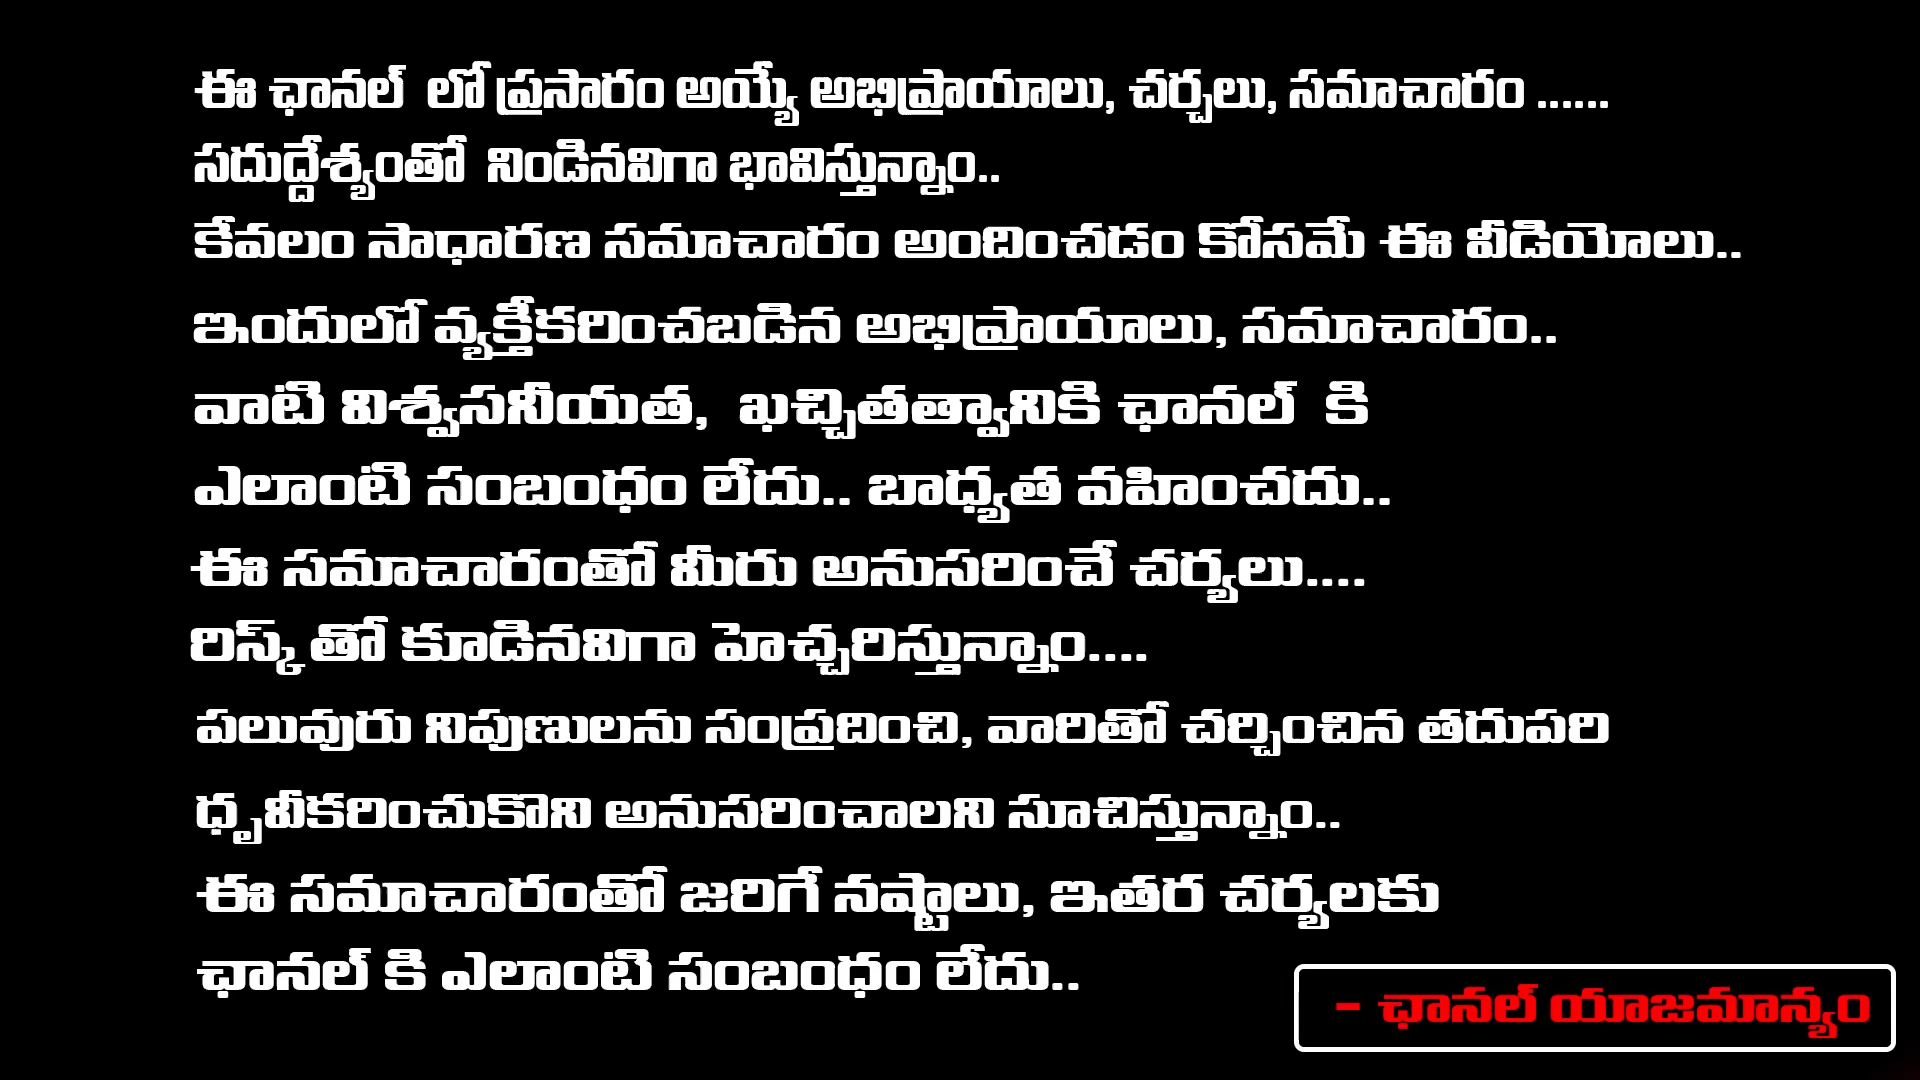 ఈ ఛానల్ లో ప్రసారం అయ్యే అభిప్రాయాలు, చర్చలు, సమాచారం ......
సదుద్దేశ్యంతో నిండినవిగా భావిస్తున్నాం..
కేవలం సాధారణ సమాచారం అందించడం కోసమే ఈ వీడియోలు..
ఇందులో వ్యక్తీకరించబడిన అభిప్రాయాలు, సమాచారం..
వాటి విశ్వసనీయత, ఖచ్చితత్వానికి ఛానల్ కి
ఎలాంటి సంబంధం లేదు.. బాధ్యత వహించదు..
ఈ సమాచారంతో మీరు అనుసరించే చర్యలు....
రిస్క్ తో కూడినవిగా హెచ్చరిస్తున్నాం....
పలువురు నిపుణులను సంప్రదించి, వారితో చర్చించిన తదుపరి
ధృవీకరించుకొని అనుసరించాలని సూచిస్తున్నాం..
ఈ సమాచారంతో జరిగే నష్టాలు, ఇతర చర్యలకు
ఛానల్ కి ఎలాంటి సంబంధం లేదు..
- ఛానల్ యాజమాన్యం